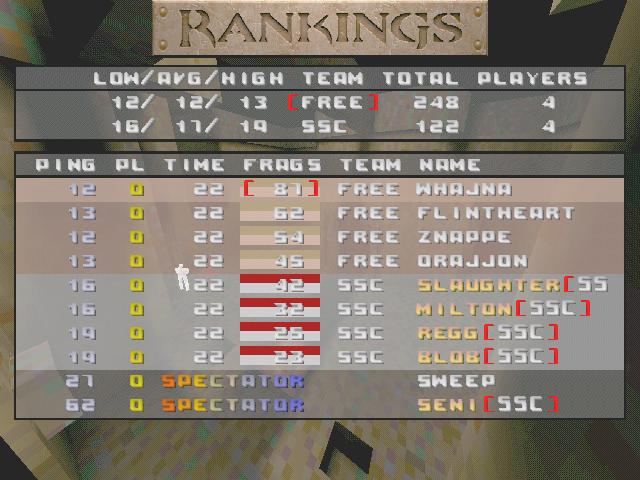 RANKINGS
LOW/AVG/HIGH TEAM TOTAL PLAYERS
12/ 12/ 13 [FREE] 248 4
16/ 17/ 19 SSC 122 4
PING PL TIME FRAGS TEAM NAME
12 0 22 [ 87] FREE WHAJNA
13 0 22 62 FREE FLINTHEART
12 0 22 54 FREE ZNAPPE
13 0 22 45 FREE ORAJJON
16 0 22 42 SSC SLAUGHTER[SS
16 0 22 32 SSC MILTON[SSC]
19 0 22 25 SSC REGG[SSC]
19 0 22 23 SSC BLOB[SSC]
27 0 SPECTATOR SWEEP
62 0 SPECTATOR SENI[SSC]